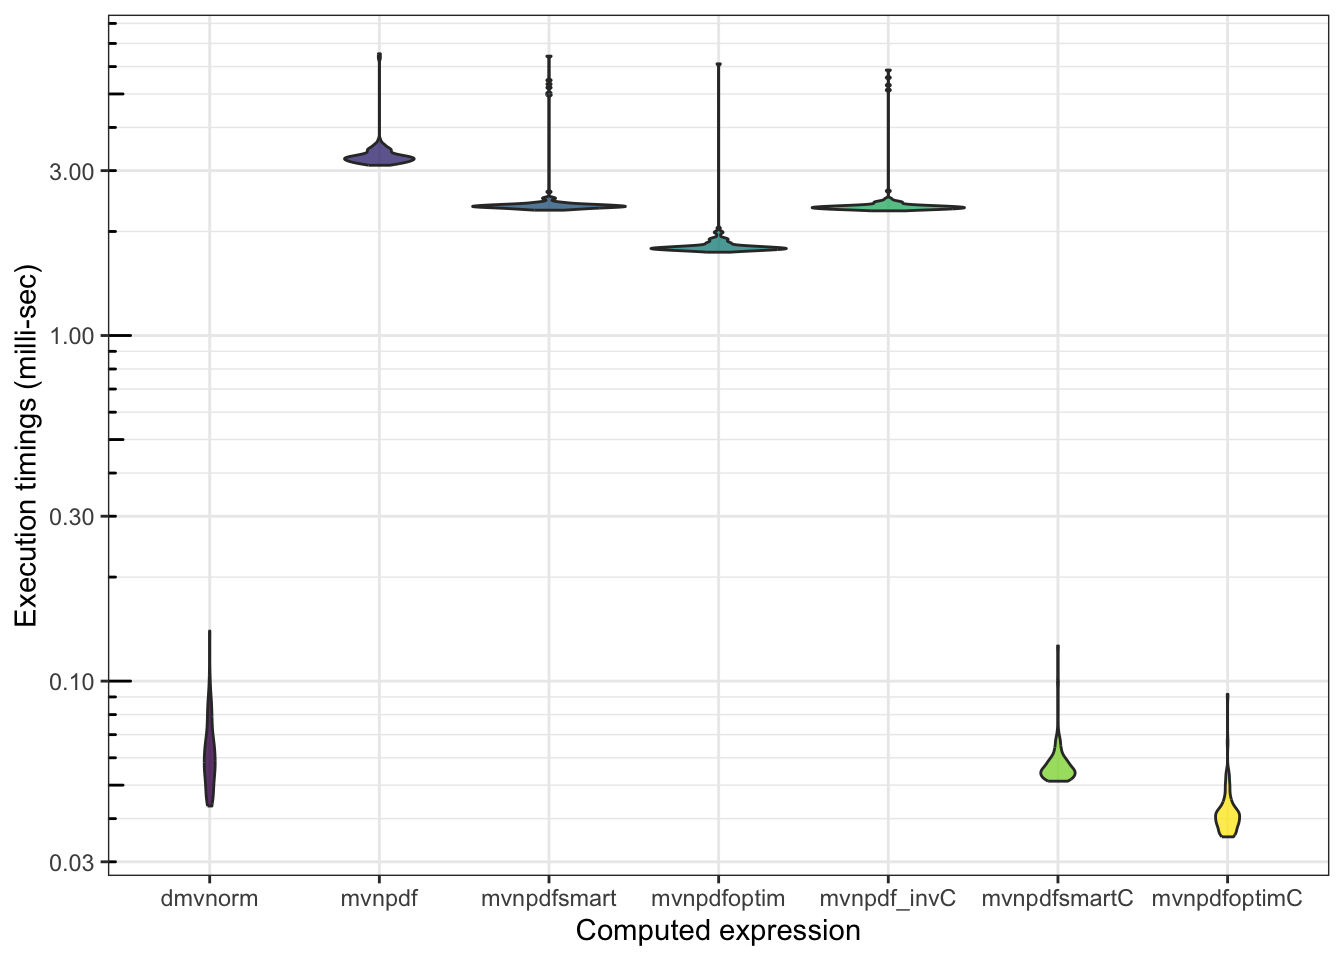 Execution timings (milli-sec)
3.00
1.00
0.30
0.10
0.03
dmvnorm mvnpdf mvnpdfsmart mvnpdfoptim mvnpdf_invC mvnpdfsmartC mvnpdfoptimC
Computed expression